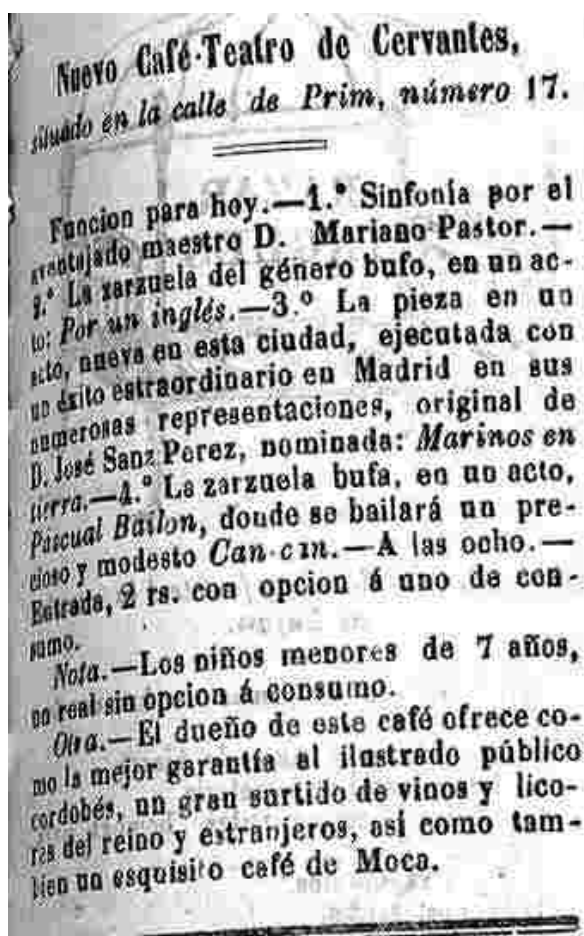 Nuevo Café-Teatro de Cervantes,
situado en la calle de Prim, número 17.
Funcion para hoy.—1.º Sinfonía por el
aventajado maestro D. Mariano Pastor.—
2.º La zarzuela del género bufo, en un ac-
to: Por un inglés.—3.º La pieza en un
acto, nueva en esta ciudad, ejecutada con
un éxito estraordinario en Madrid en sus
numerosas representaciones, original de
D. José Sanz Perez, nominada: Marinos en
tierra.—4.º La zarzuela bufa, en un acto,
Pascual Bailon, donde se bailará un pre-
cioso y modesto Can-can.—A las ocho.—
Entrada, 2 rs. con opcion á uno de con-
sumo.
Nota.—Los niños menores de 7 años,
un real sin opcion á consumo.
Otra.—El dueño de este café ofrece co-
mo la mejor garantía al ilustrado público
cordobés, un gran surtido de vinos y lico-
res del reino y estranjeros, asi como tam-
bien un esquisito café de Moca.